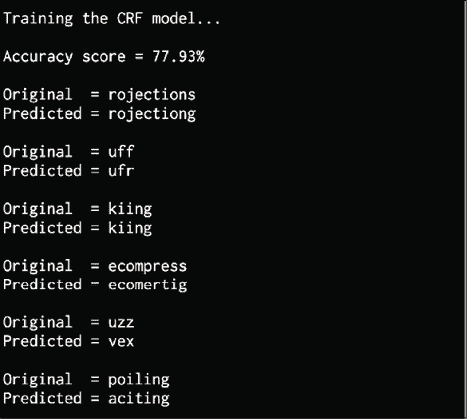 Training the CRF model...
Accuracy score = 77.93%
Original = rojections
Predicted = rojectiong
Original = uff
Predicted = ufr
Original = kiing
Predicted = kiing
Original = ecompress
Predicted = ecomertig
Original = uzz
Predicted = vex
Original = poiling
Predicted = aciting